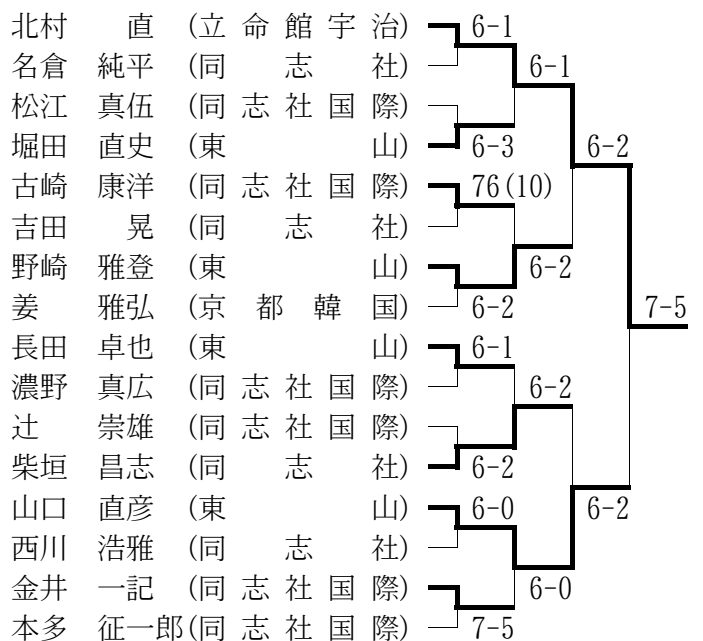 北村 直 (立命館宇治) 6-1
名倉 純平 (同志社) 6-1
松江 真伍 (同志社国際)
堀田 直史 (東山) 6-3 6-2
古崎 康洋 (同志社国際) 76(10)
吉田 晃 (同志社)
野崎 雅登 (東山) 6-2
姜 雅弘 (京都韓国) 6-2 7-5
長田 卓也 (東山) 6-1
濃野 真広 (同志社国際) 6-2
辻 崇雄 (同志社国際)
柴垣 昌志 (同志社) 6-2
山口 直彦 (東山) 6-0 6-2
西川 浩雅 (同志社)
金井 一記 (同志社国際) 6-0
本多 征一郎(同志社国際) 7-5